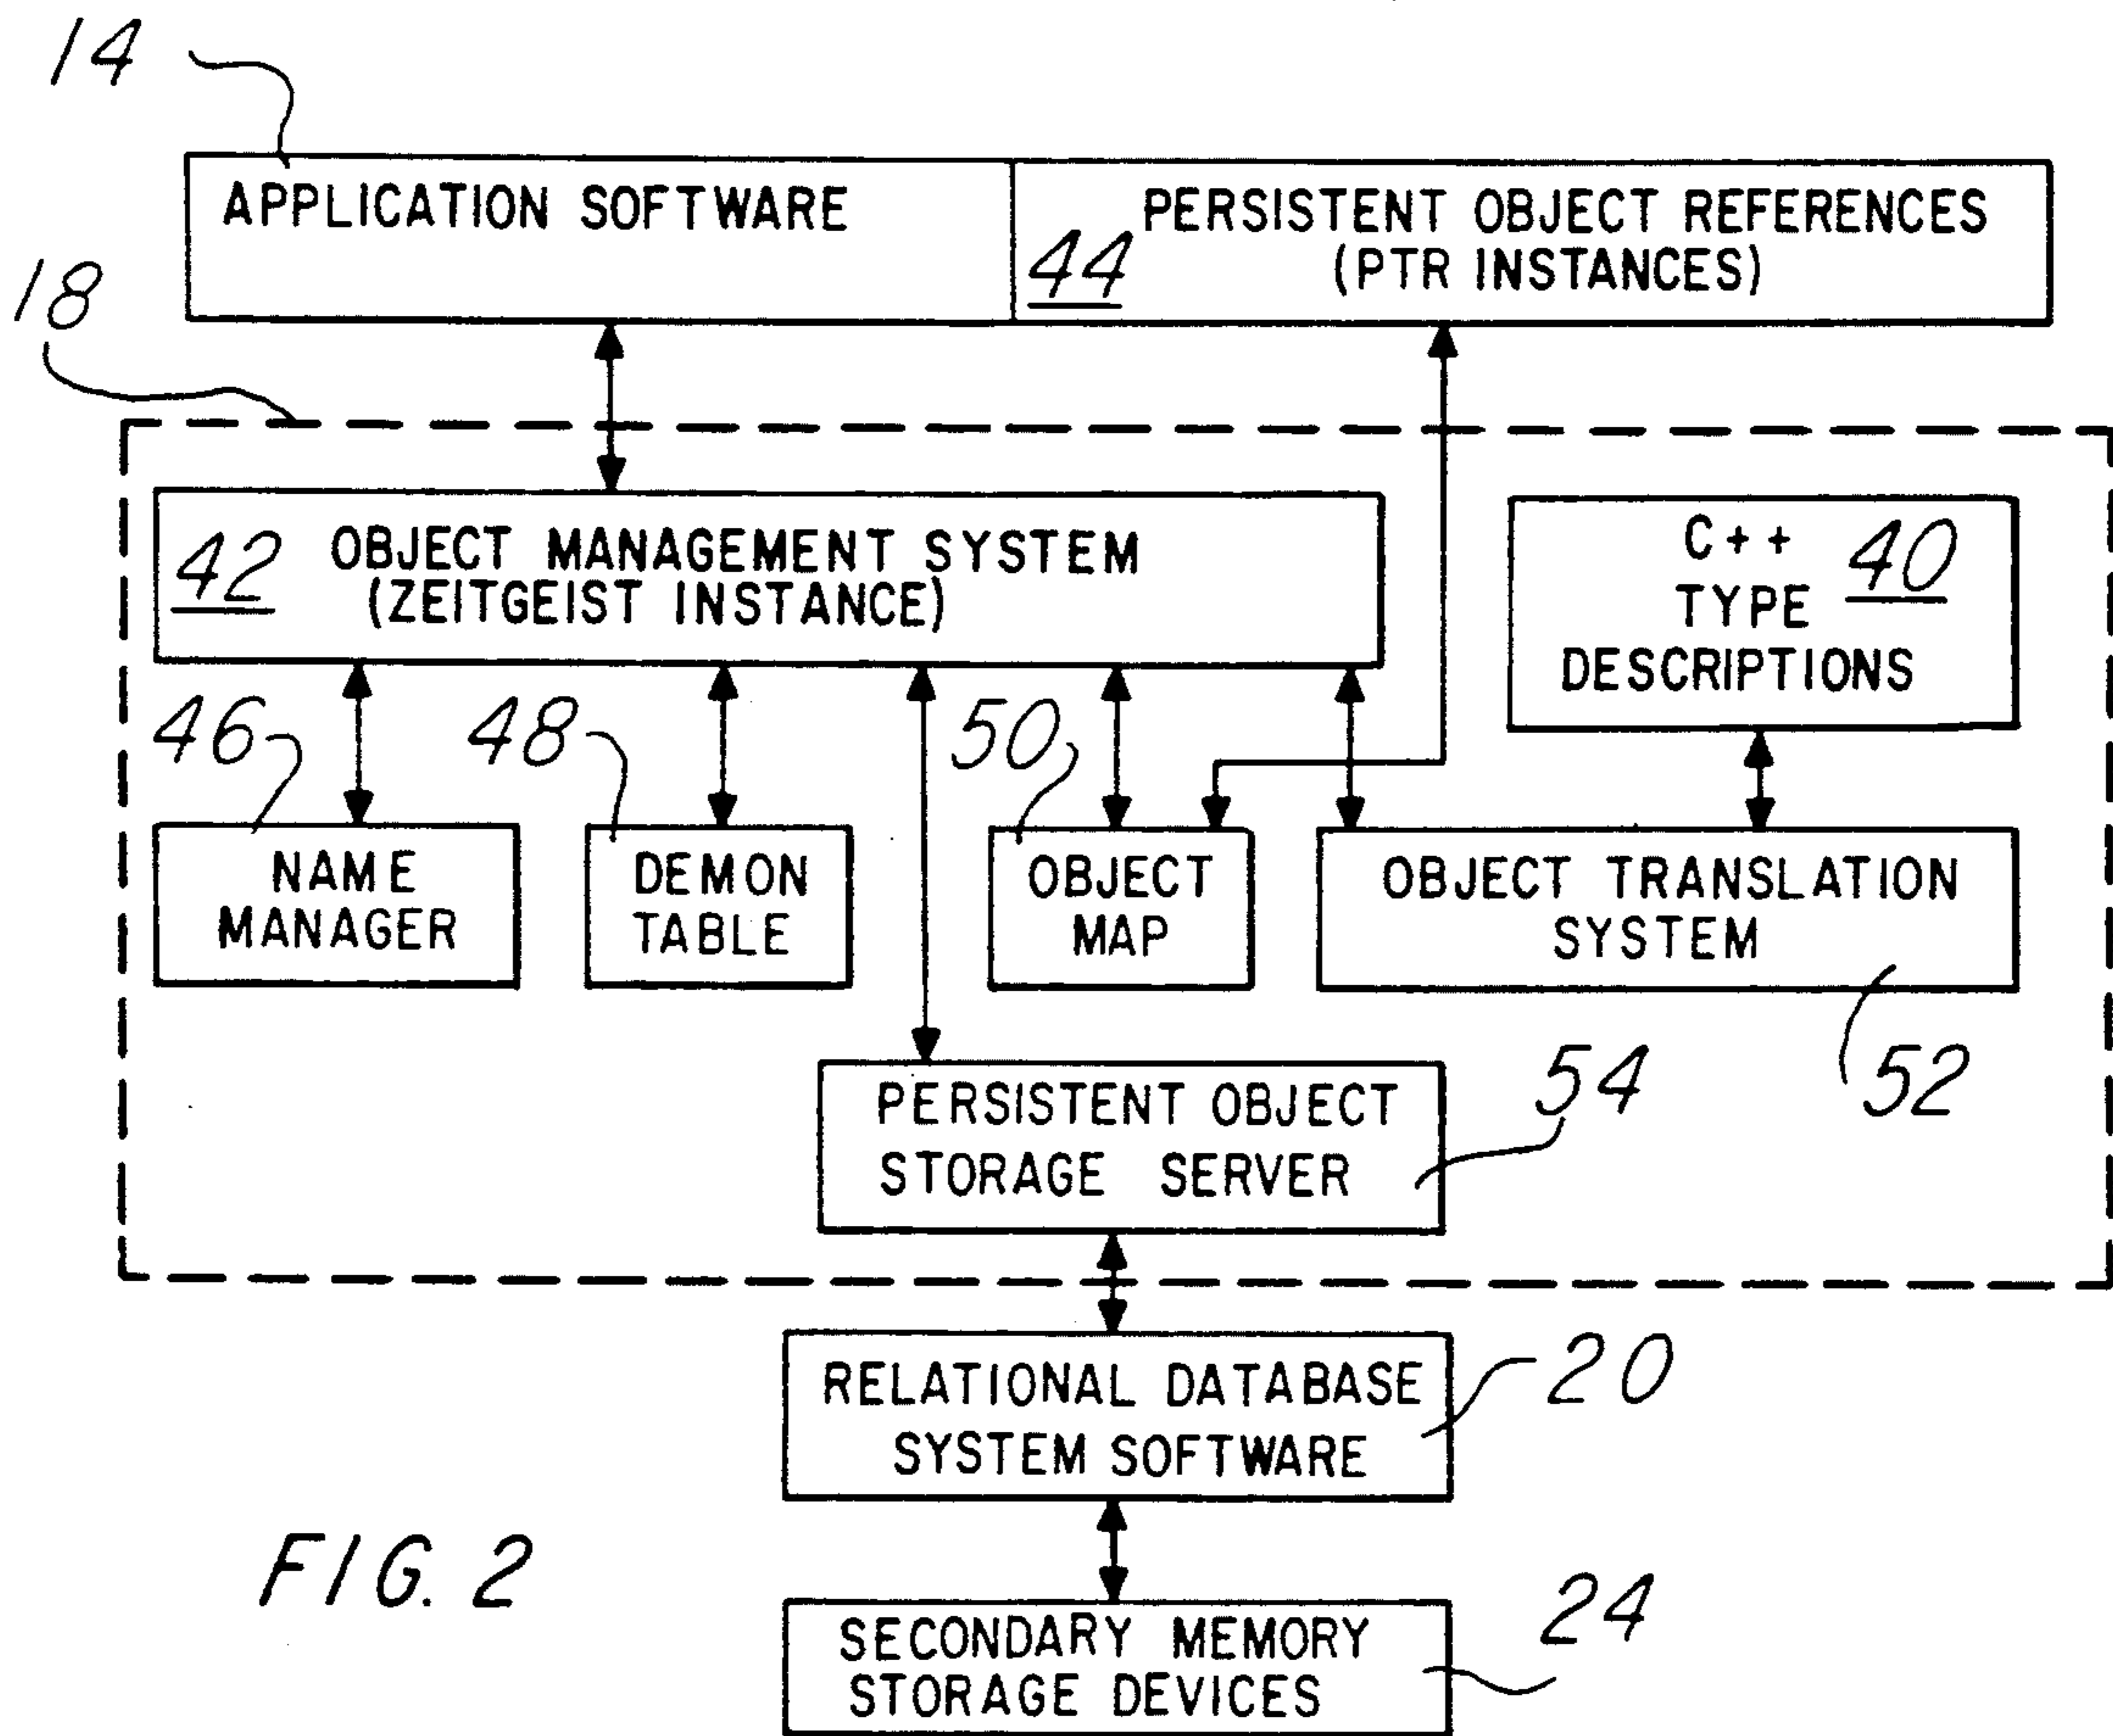 14
APPLICATION SOFTWARE
44
PERSISTENT OBJECT REFERENCES
(PTR INSTANCES)
18
42
OBJECT MANAGEMENT SYSTEM
(ZEITGEIST INSTANCE)
C++
TYPE
DESCRIPTIONS
40
46
48
50
NAME
MANAGER
DEMON
TABLE
OBJECT
MAP
OBJECT TRANSLATION
SYSTEM
52
PERSISTENT OBJECT
STORAGE SERVER
54
RELATIONAL DATABASE
SYSTEM SOFTWARE
20
FIG. 2
SECONDARY MEMORY
STORAGE DEVICES
24